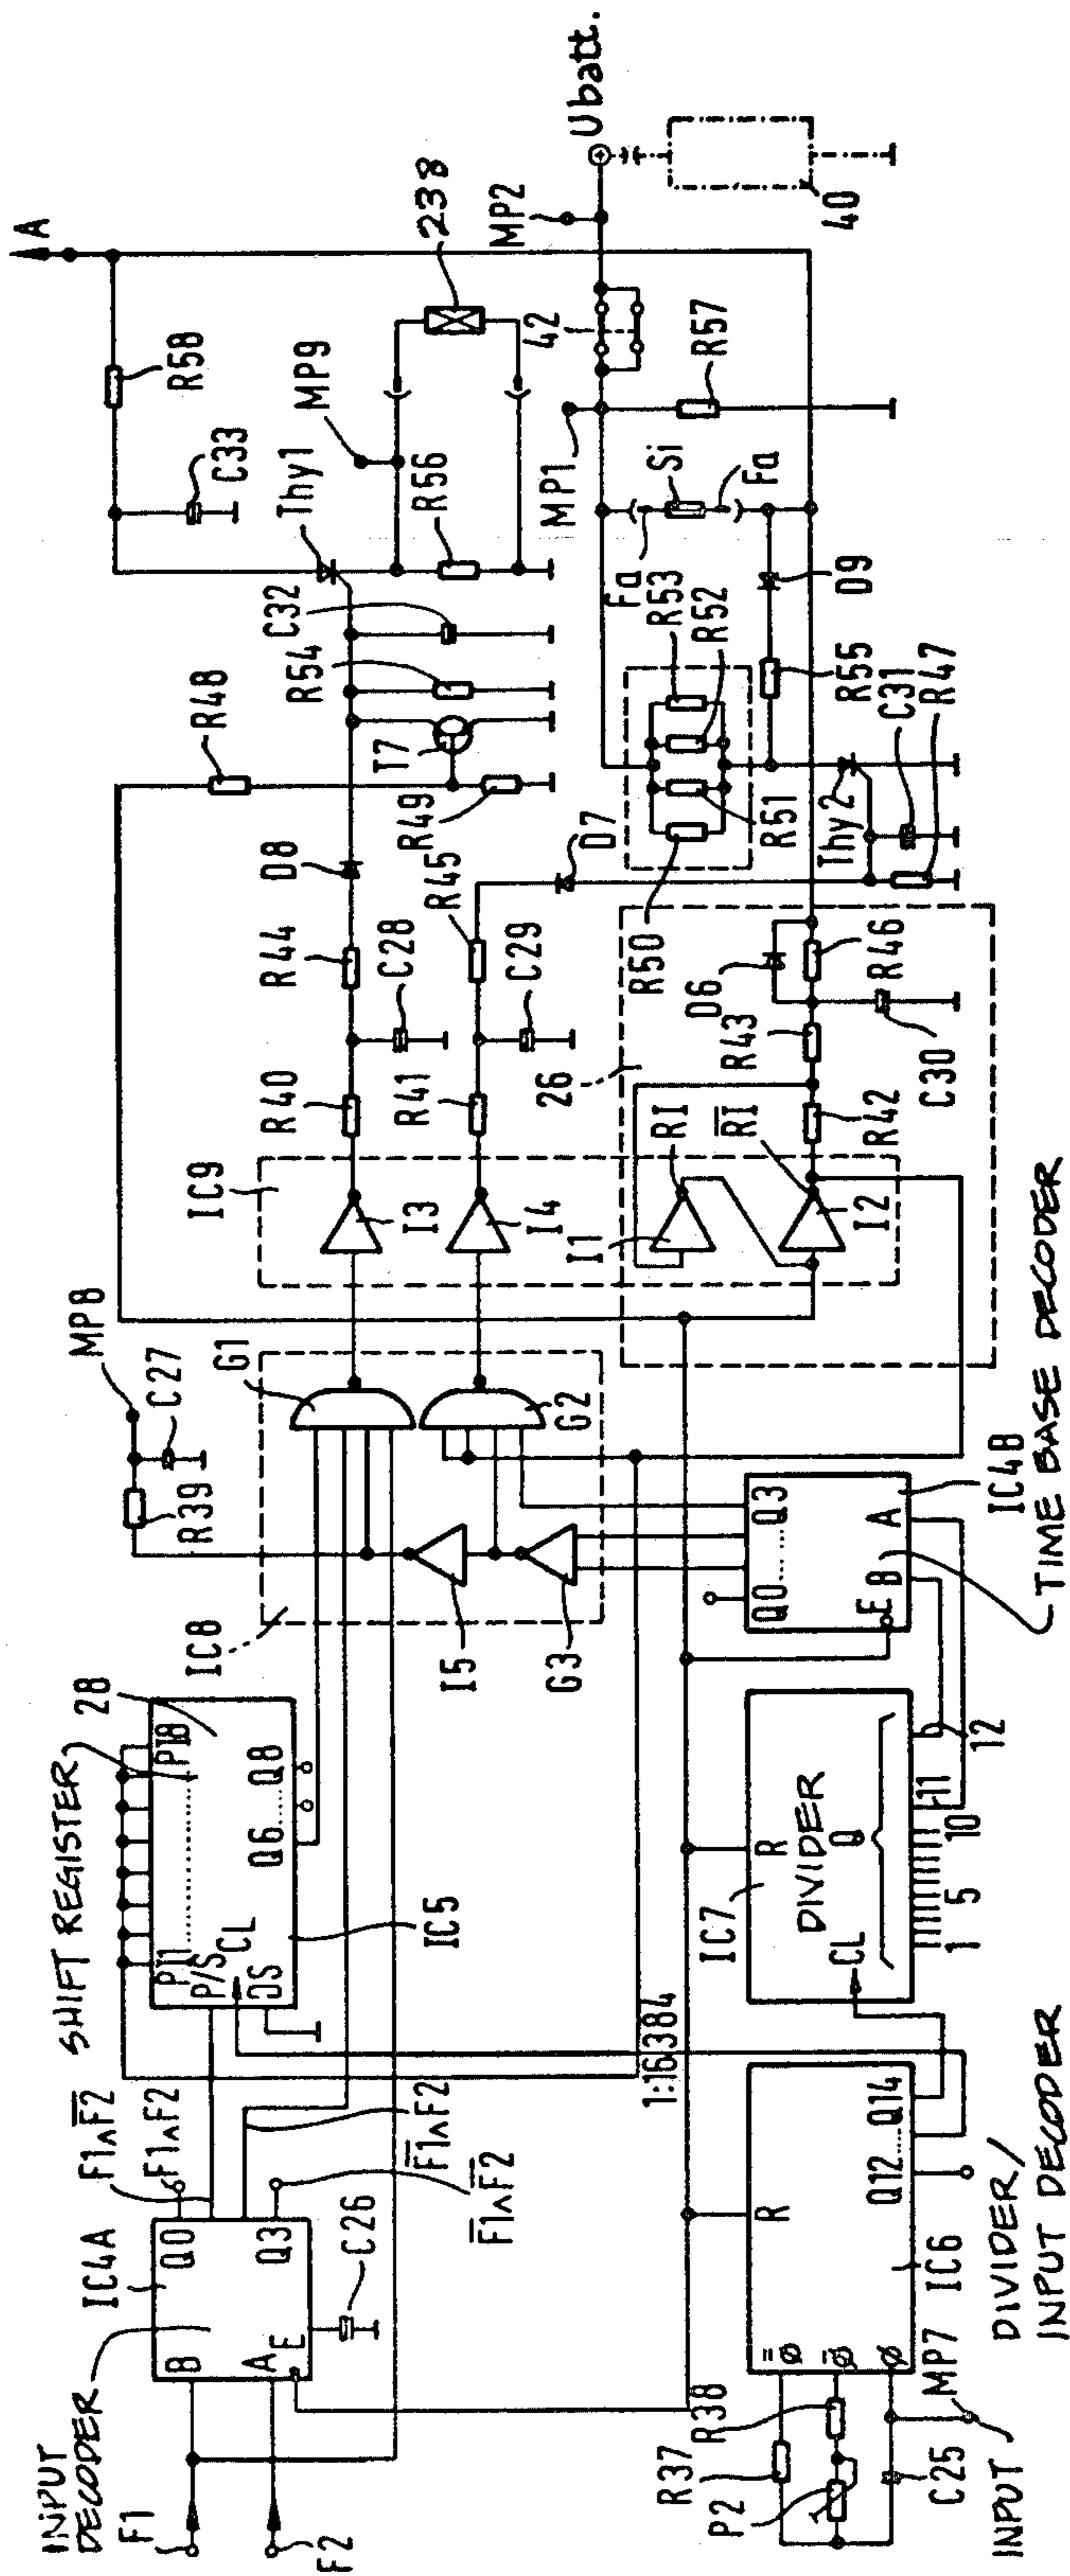 INPUT
DECODER
F1
F2
B
A
E
IC4A
Q0
Q3
F1∧F̅2̅
F1∧F2
F̅1̅∧F2
F̅1̅∧F̅2̅
C26
SHIFT REGISTER
28
PI1........PI8
P/S
CL
DS
Q6......Q8
IC5
MP8
C27
R39
IC8
G1
G2
I5
G3
IC9
I3
I4
I1
I2
RI
R̅I̅
26
R40
R41
R42
R43
R44
R45
R46
C28
C29
C30
D6
D7
D8
R48
R49
T7
R54
C32
Thy1
C33
R58
A
MP9
R56
238
R50
R51
R52
R53
Fa
Si
Fa
MP1
42
MP2
Ubatt.
40
R57
D9
R55
C31
R47
Thy2
1:16384
R37
R38
P2
C25
MP7
INPUT
=
Ø
Ø̅
Ø
R
Q12.....Q14
IC6
DIVIDER/
INPUT DECODER
IC7
R
DIVIDER
CL
Q
1
5
10
11
12
Q0......Q3
E
B
A
IC4B
TIME BASE DECODER